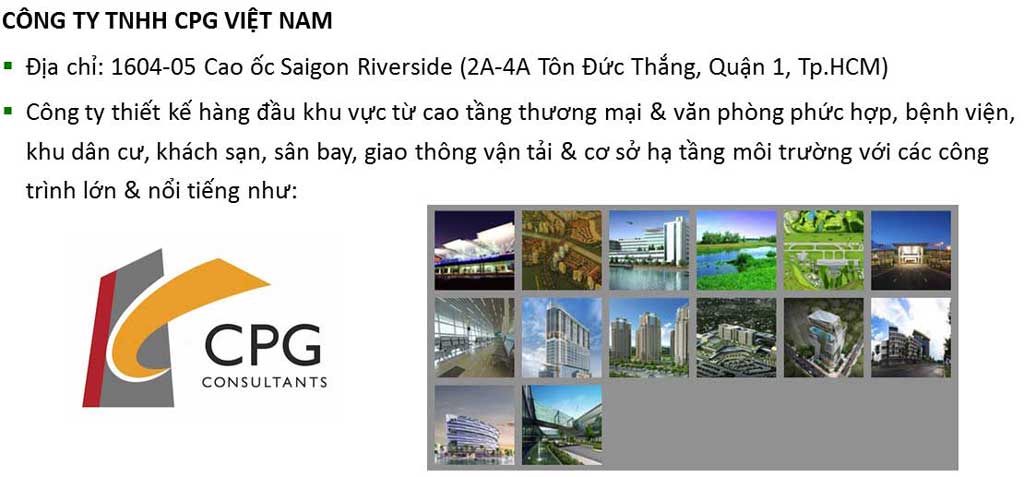 CÔNG TY TNHH CPG VIỆT NAM
▪ Địa chỉ: 1604-05 Cao ốc Saigon Riverside (2A-4A Tôn Đức Thắng, Quận 1, Tp.HCM)
▪ Công ty thiết kế hàng đầu khu vực từ cao tầng thương mại & văn phòng phức hợp, bệnh viện,
khu dân cư, khách sạn, sân bay, giao thông vận tải & cơ sở hạ tầng môi trường với các công
trình lớn & nổi tiếng như:
CPG
CONSULTANTS